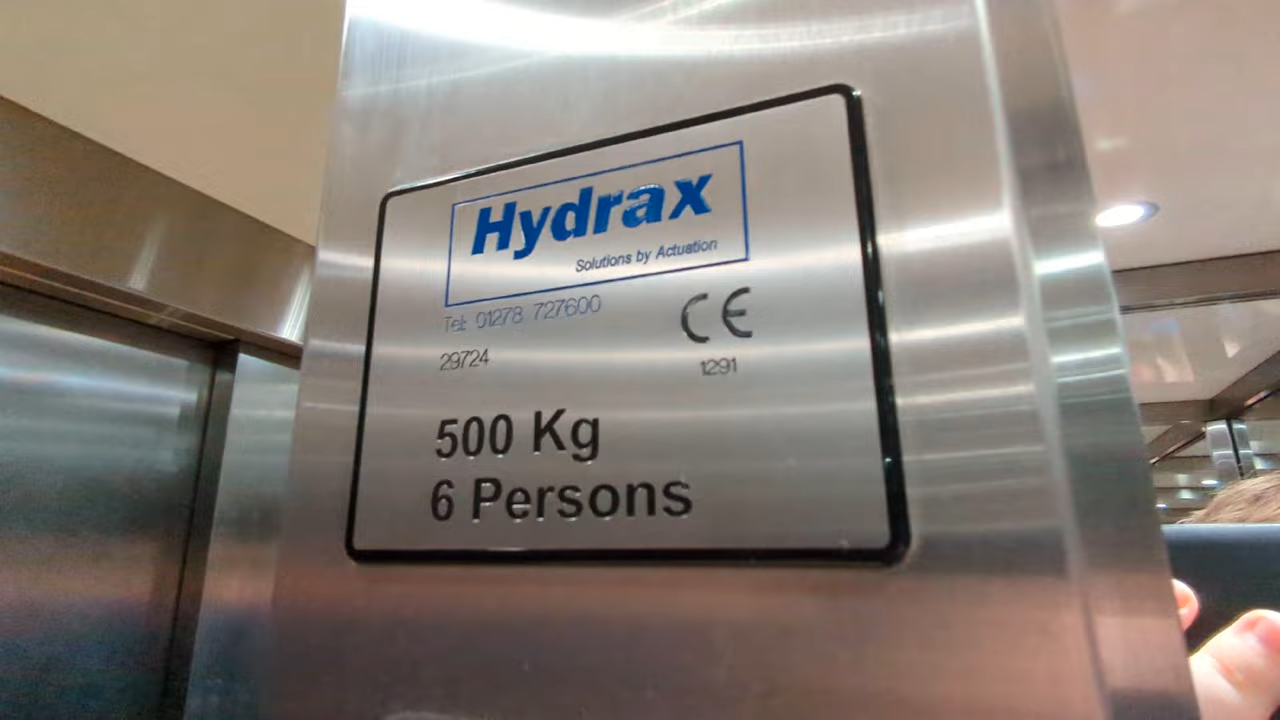 Hydrax
Solutions by Actuation
Tel: 01278 727600
CE
29724
1291
500 Kg
6 Persons